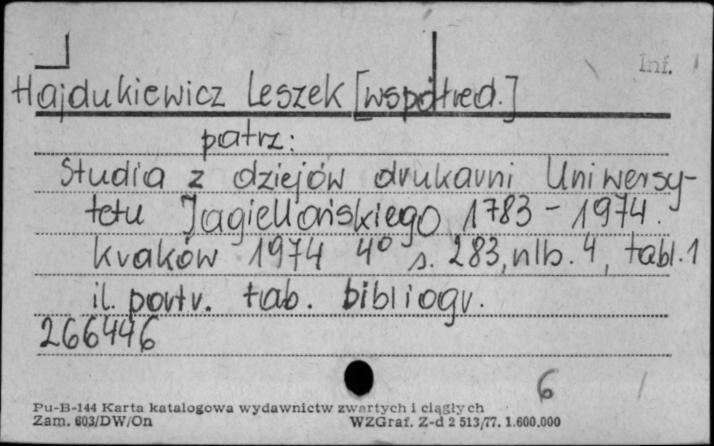 Inf.
Hajdukiewicz Leszek [współred.]
patrz:
Studia z dziejów drukarni Uniwersy-
tetu Jagiellońskiego 1783 - 1974.
Kraków 1974 4° s. 283, nlb. 4, tabl. 1
il. portr. tab. bibliogr.
266446
6
Pu-B-144 Karta katalogowa wydawnictw zwartych i ciągłych
Zam. 603/DW/On WZGraf. Z-d 2 513/77. 1.600.000